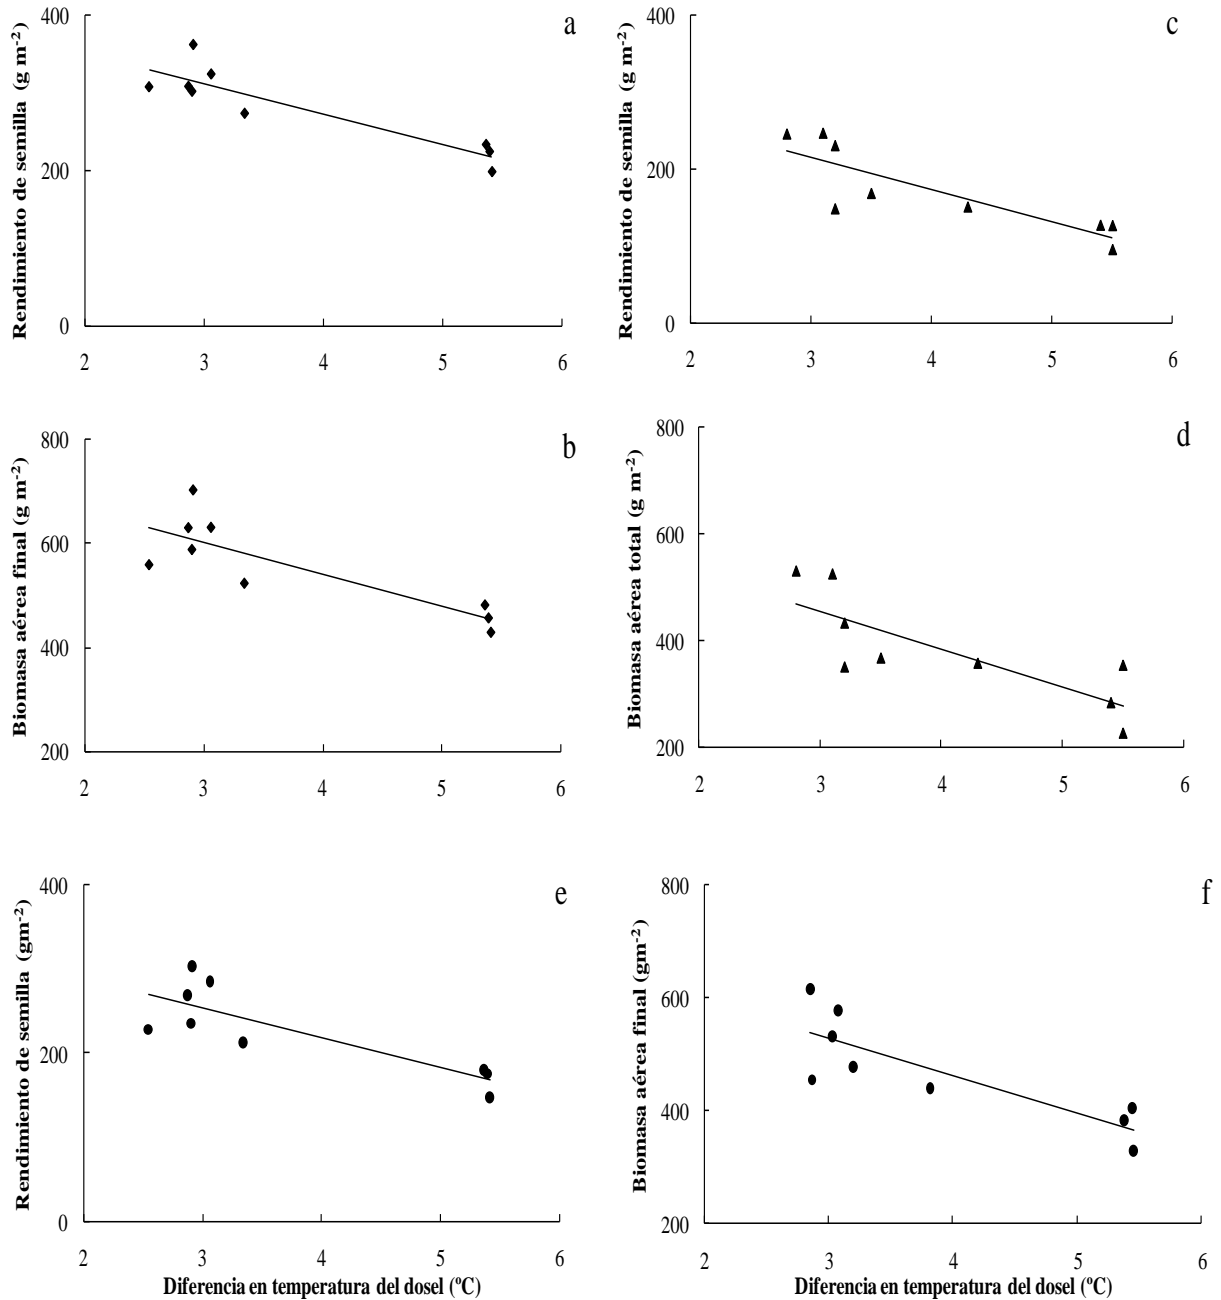 a
Rendimiento de semilla (g m-2)
400
200
0
2 3 4 5 6
c
Rendimiento de semilla (g m-2)
400
200
0
2 3 4 5 6
b
Biomasa aérea final (g m-2)
800
600
400
200
2 3 4 5 6
d
Biomasa aérea total (g m-2)
800
600
400
200
2 3 4 5 6
e
Rendimiento de semilla (gm-2)
400
200
0
2 3 4 5 6
Diferencia en temperatura del dosel (ºC)
f
Biomasa aérea final (gm-2)
800
600
400
200
2 3 4 5 6
Diferencia en temperatura del dosel (ºC)